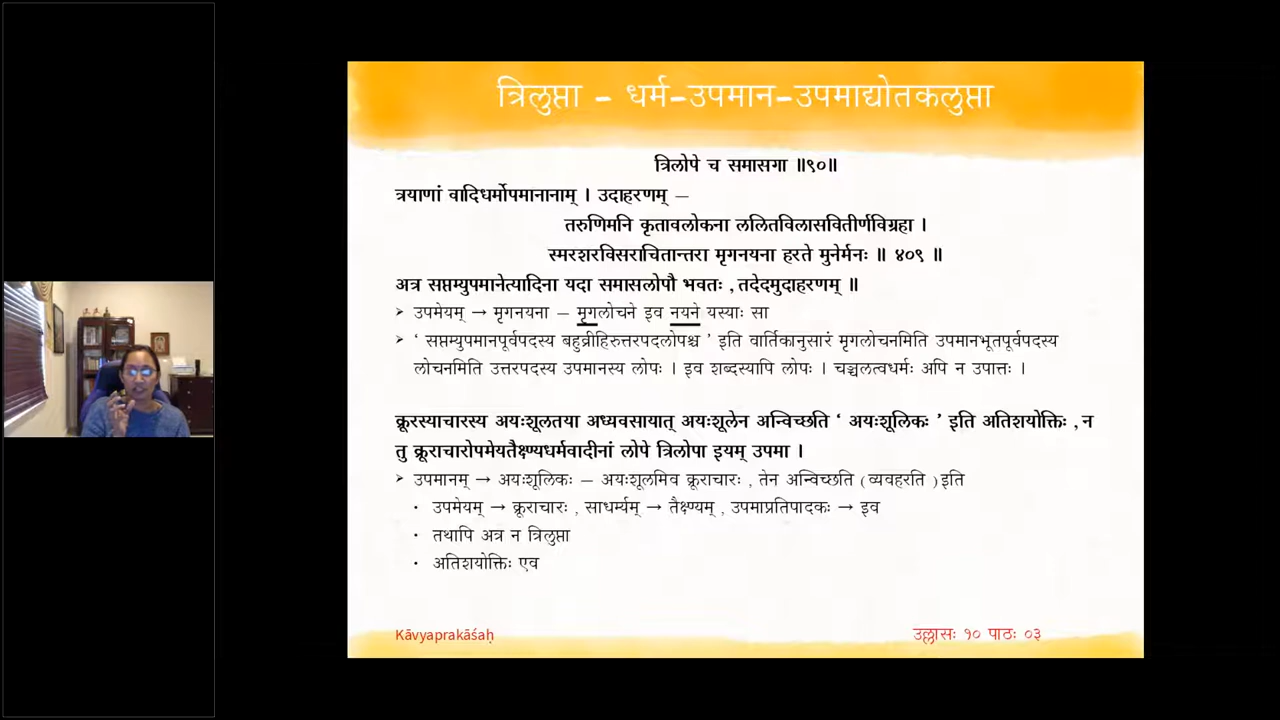 त्रिलुप्ता - धर्म-उपमान-उपमाद्योतकलुप्ता
त्रिलोपे च समासगा ॥९०॥
त्रयाणां वादिधर्मोपमानानाम् । उदाहरणम् –
तरुणिमनि कृतावलोकना ललितविलासवितीर्णविग्रहा ।
स्मरशरविसराचितान्तरा मृगनयना हरते मुनेर्मनः ॥ ४०९ ॥
अत्र सप्तम्युपमानेत्यादिना यदा समासलोपौ भवतः , तदेदमुदाहरणम् ॥
➢ उपमेयम् → मृगनयना – मृगलोचने इव नयने यस्याः सा
➢ ‘ सप्तम्युपमानपूर्वपदस्य बहुव्रीहिरुत्तरपदलोपश्च ’ इति वार्तिकानुसारं मृगलोचनमिति उपमानभूतपूर्वपदस्य
लोचनमिति उत्तरपदस्य उपमानस्य लोपः । इव शब्दस्यापि लोपः । चञ्चलत्वधर्मः अपि न उपात्तः ।
क्रूरस्याचारस्य अयःशूलतया अध्यवसायात् अयःशूलेन अन्विच्छति ‘ अयःशूलिकः ’ इति अतिशयोक्तिः , न
तु क्रूराचारोपमेयतैक्ष्ण्यधर्मवादीनां लोपे त्रिलोपा इयम् उपमा ।
➢ उपमानम् → अयःशूलिकः – अयःशूलमिव क्रूराचारः , तेन अन्विच्छति ( व्यवहरति ) इति
• उपमेयम् → क्रूराचारः , साधर्म्यम् → तैक्ष्ण्यम् , उपमाप्रतिपादकः → इव
• तथापि अत्र न त्रिलुप्ता
• अतिशयोक्तिः एव
Kāvyaprakāśaḥ
उल्लासः १० पाठः ०३